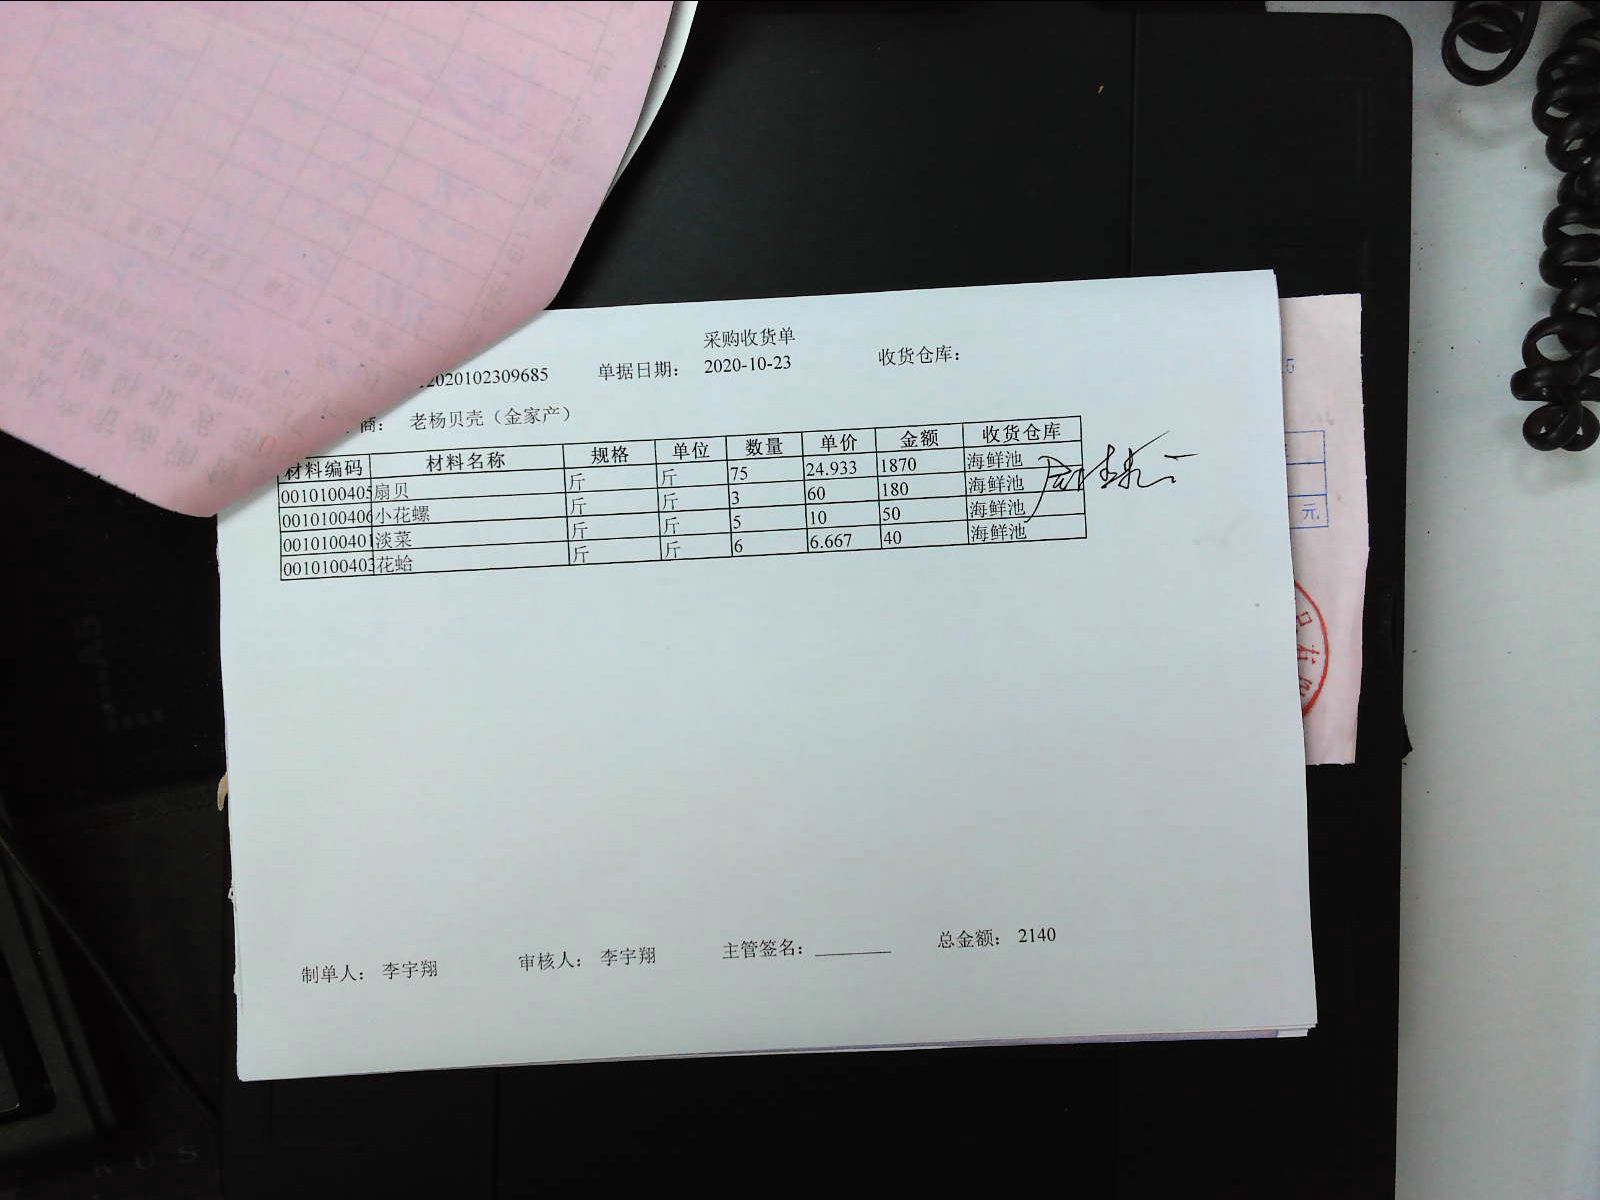 采购收货单
2020102309685 单据日期： 2020-10-23 收货仓库：
商： 老杨贝壳（金家产）
材料编码 材料名称 规格 单位 数量 单价 金额 收货仓库
0010100405 扇贝 斤 斤 75 24.933 1870 海鲜池
0010100406 小花螺 斤 斤 3 60 180 海鲜池
0010100401 淡菜 斤 斤 5 10 50 海鲜池
0010100403 花蛤 斤 斤 6 6.667 40 海鲜池
元
制单人： 李宇翔 审核人： 李宇翔 主管签名： 总金额： 2140